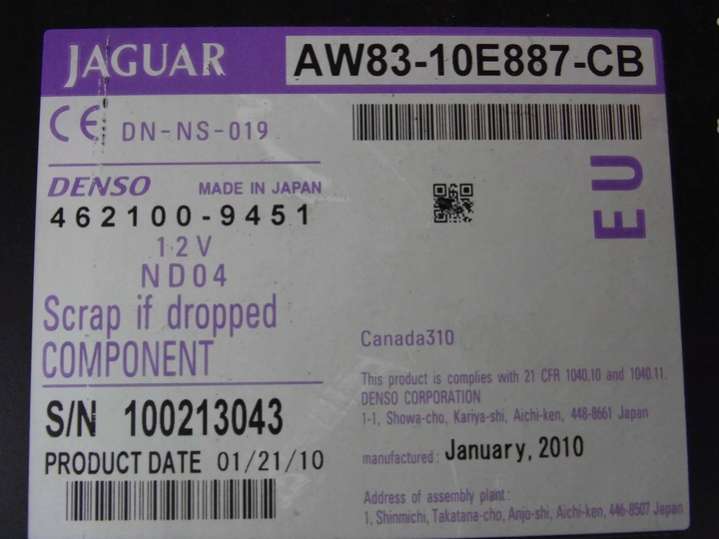 JAGUAR AW83-10E887-CB
CE DN-NS-019
EU
DENSO MADE IN JAPAN
462100-9451
12V
ND04
Scrap if dropped
COMPONENT
S/N 100213043
PRODUCT DATE 01/21/10
Canada310
This product is complies with 21 CFR 1040.10 and 1040.11.
DENSO CORPORATION
1-1, Showa-cho, Kariya-shi, Aichi-ken, 448-8661 Japan
manufactured: January, 2010
Address of assembly plant:
1, Shinmichi, Takatana-cho, Anjo-shi, Aichi-ken, 446-8507 Japan